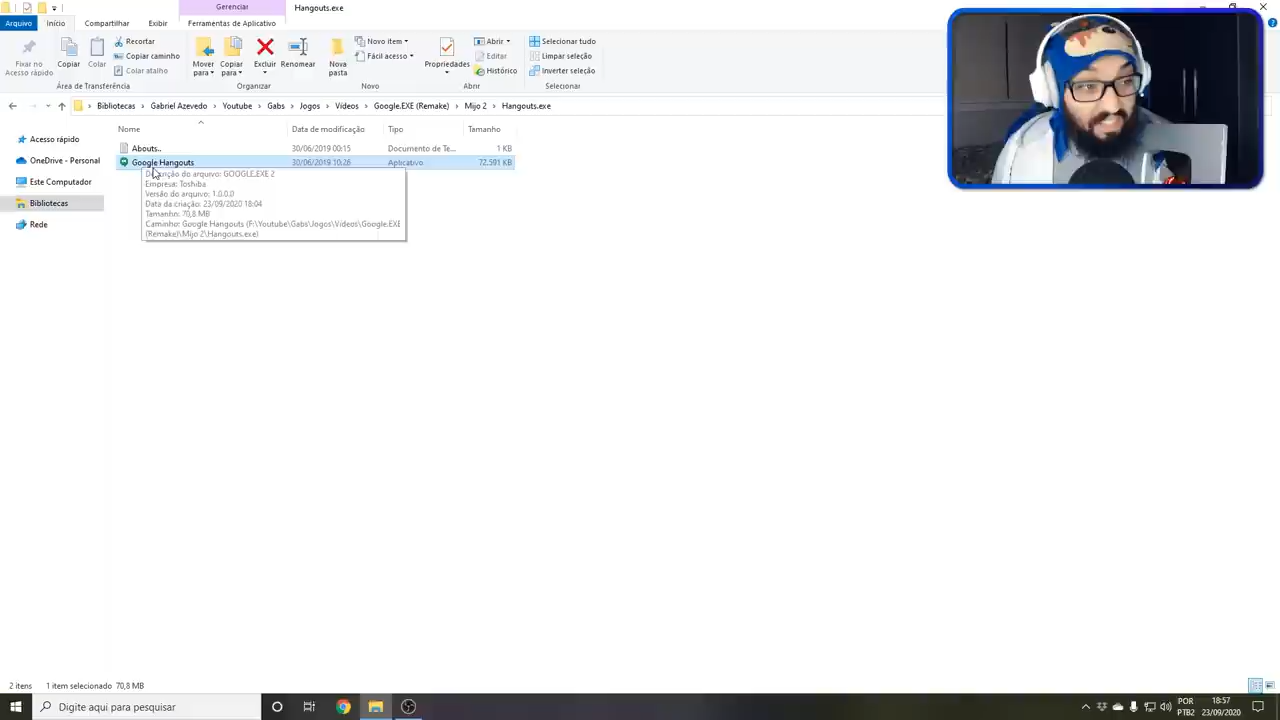 Gerenciar
Hangouts.exe
Arquivo
Início
Compartilhar
Exibir
Ferramentas de Aplicativo
Fixar no
Acesso rápido
Copiar
Colar
Recortar
Copiar caminho
Colar atalho
Área de Transferência
Mover
para
Copiar
para
Excluir
Renomear
Organizar
Nova
pasta
Novo item
Fácil acesso
Novo
Propriedades
Abrir
Editar
Histórico
Abrir
Selecionar tudo
Limpar seleção
Inverter seleção
Selecionar
Bibliotecas
Gabriel Azevedo
Youtube
Gabs
Jogos
Vídeos
Google.EXE (Remake)
Mijo 2
Hangouts.exe
Nome
Data de modificação
Tipo
Tamanho
Acesso rápido
OneDrive - Personal
Este Computador
Bibliotecas
Rede
Abouts..
30/06/2019 00:15
Documento de Te...
1 KB
Google Hangouts
30/06/2019 10:26
Aplicativo
72.591 KB
Descrição do arquivo: GOOGLE.EXE 2
Empresa: Toshiba
Versão do arquivo: 1.0.0.0
Data da criação: 23/09/2020 18:04
Tamanho: 70,8 MB
Caminho: Google Hangouts (F:\Youtube\Gabs\Jogos\Vídeos\Google.EXE
(Remake)\Mijo 2\Hangouts.exe)
2 itens
1 item selecionado 70,8 MB
Digite aqui para pesquisar
POR
PTB2
18:57
23/09/2020